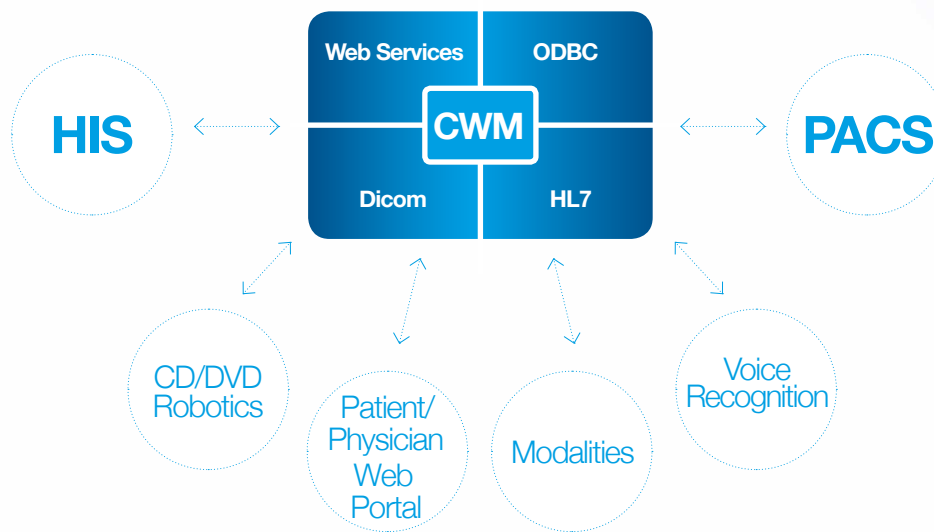 Web Services
ODBC
HIS
CWM
PACS
Dicom
HL7
CD/DVD
Robotics
Patient/
Physician
Web
Portal
Modalities
Voice
Recognition